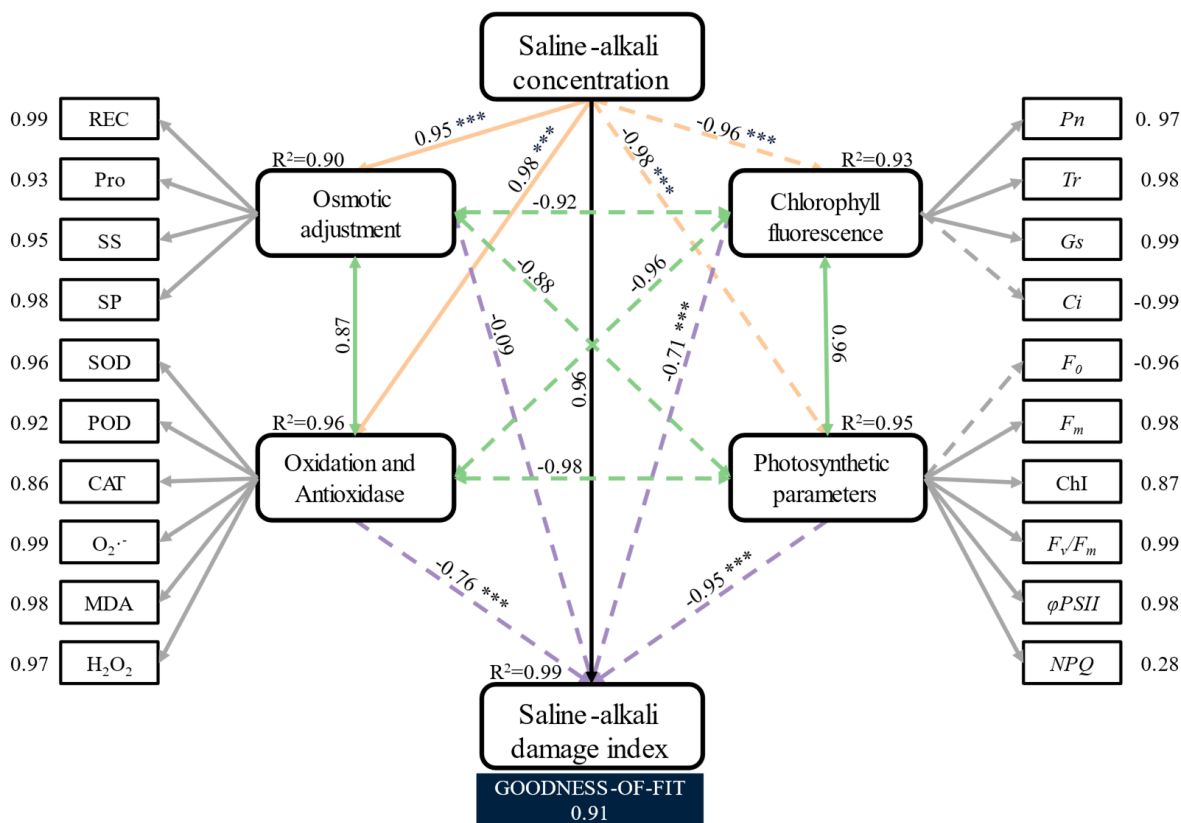 Saline-alkali
concentration
0.99 REC
0.93 Pro
0.95 SS
0.98 SP
0.96 SOD
0.92 POD
0.86 CAT
0.99 O₂·⁻
0.98 MDA
0.97 H₂O₂
0.95 ***
0.98 ***
-0.98 ***
-0.96 ***
R²=0.90
Osmotic
adjustment
R²=0.93
Chlorophyll
fluorescence
-0.92
-0.88
-0.96
0.87
-0.09
0.96
-0.71 ***
0.96
R²=0.96
Oxidation and
Antioxidase
R²=0.95
Photosynthetic
parameters
-0.98
-0.76 ***
-0.95 ***
R²=0.99
Saline-alkali
damage index
GOODNESS-OF-FIT
0.91
Pn 0. 97
Tr 0.98
Gs 0.99
Ci -0.99
F₀ -0.96
Fₘ 0.98
ChI 0.87
Fᵥ/Fₘ 0.99
φPSII 0.98
NPQ 0.28